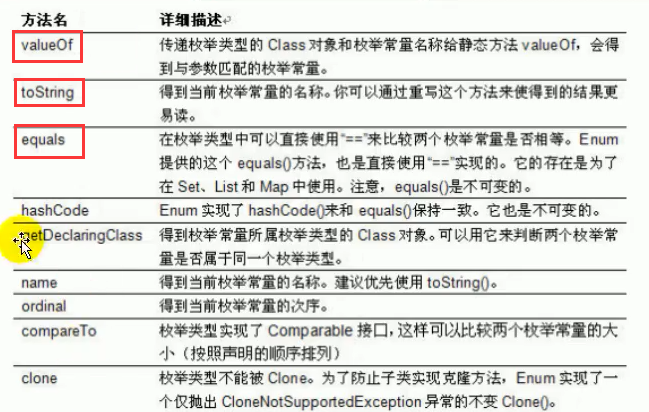 方法名 详细描述
valueOf 传递枚举类型的 Class 对象和枚举常量名称给静态方法 valueOf，会得
到与参数匹配的枚举常量。
toString 得到当前枚举常量的名称。你可以通过重写这个方法来使得到的结果更
易读。
equals 在枚举类型中可以直接使用“==”来比较两个枚举常量是否相等。Enum
提供的这个 equals()方法，也是直接使用“==”实现的。它的存在是为了
在 Set、List 和 Map 中使用。注意，equals()是不可变的。
hashCode Enum 实现了 hashCode()来和 equals()保持一致。它也是不可变的。
getDeclaringClass 得到枚举常量所属枚举类型的 Class 对象。可以用它来判断两个枚举常
量是否属于同一个枚举类型。
name 得到当前枚举常量的名称。建议优先使用 toString()。
ordinal 得到当前枚举常量的次序。
compareTo 枚举类型实现了 Comparable 接口，这样可以比较两个枚举常量的大
小（按照声明的顺序排列）
clone 枚举类型不能被 Clone。为了防止子类实现克隆方法，Enum 实现了一
个仅抛出 CloneNotSupportedException 异常的不变 Clone()。